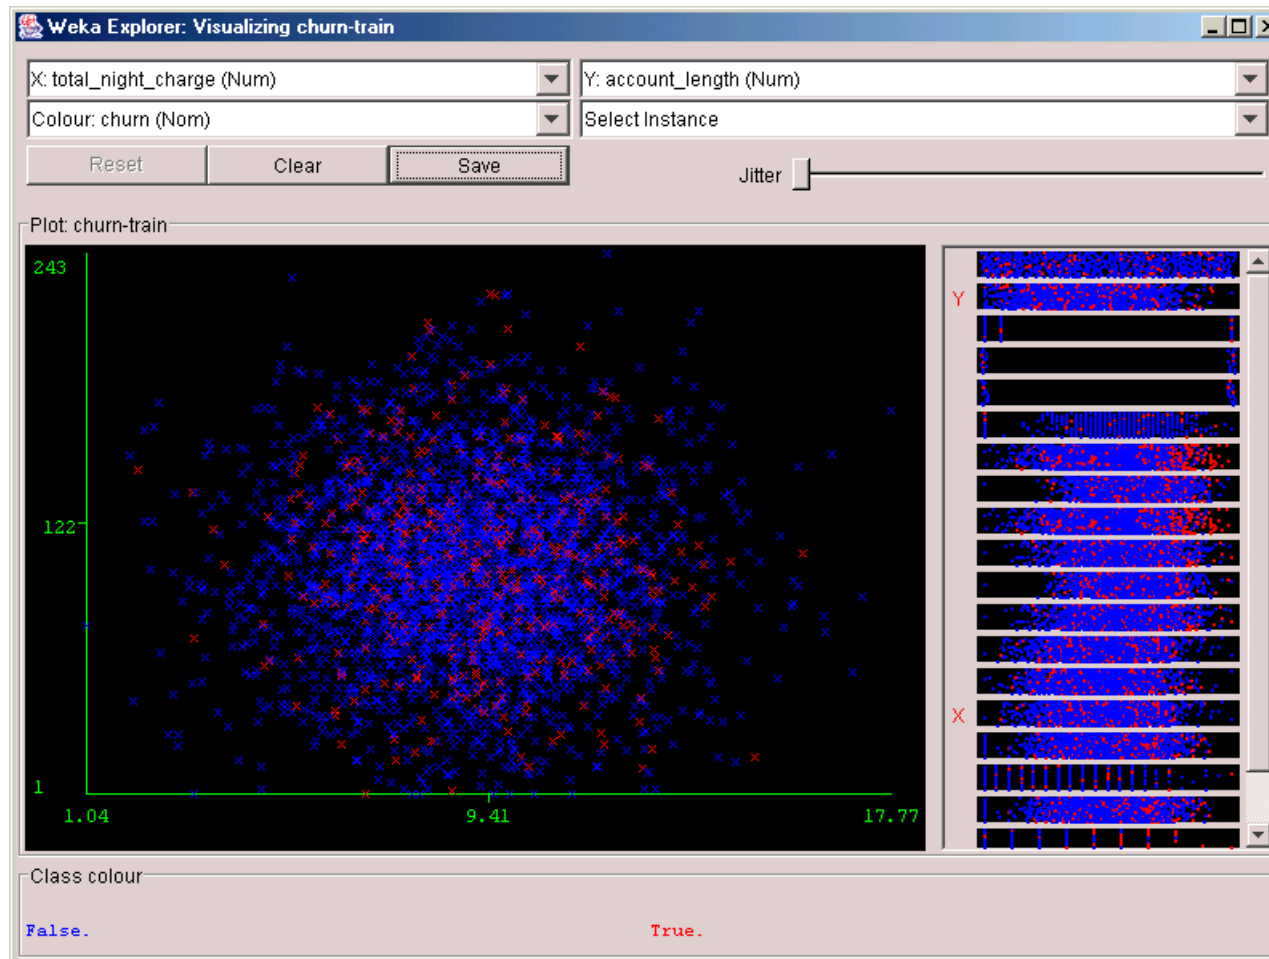 Weka Explorer: Visualizing churn-train
X: total_night_charge (Num)
Y: account_length (Num)
Colour: churn (Nom)
Select Instance
Reset
Clear
Save
Jitter
Plot: churn-train
243
122
1
1.04
9.41
17.77
Y
X
Class colour
False.
True.